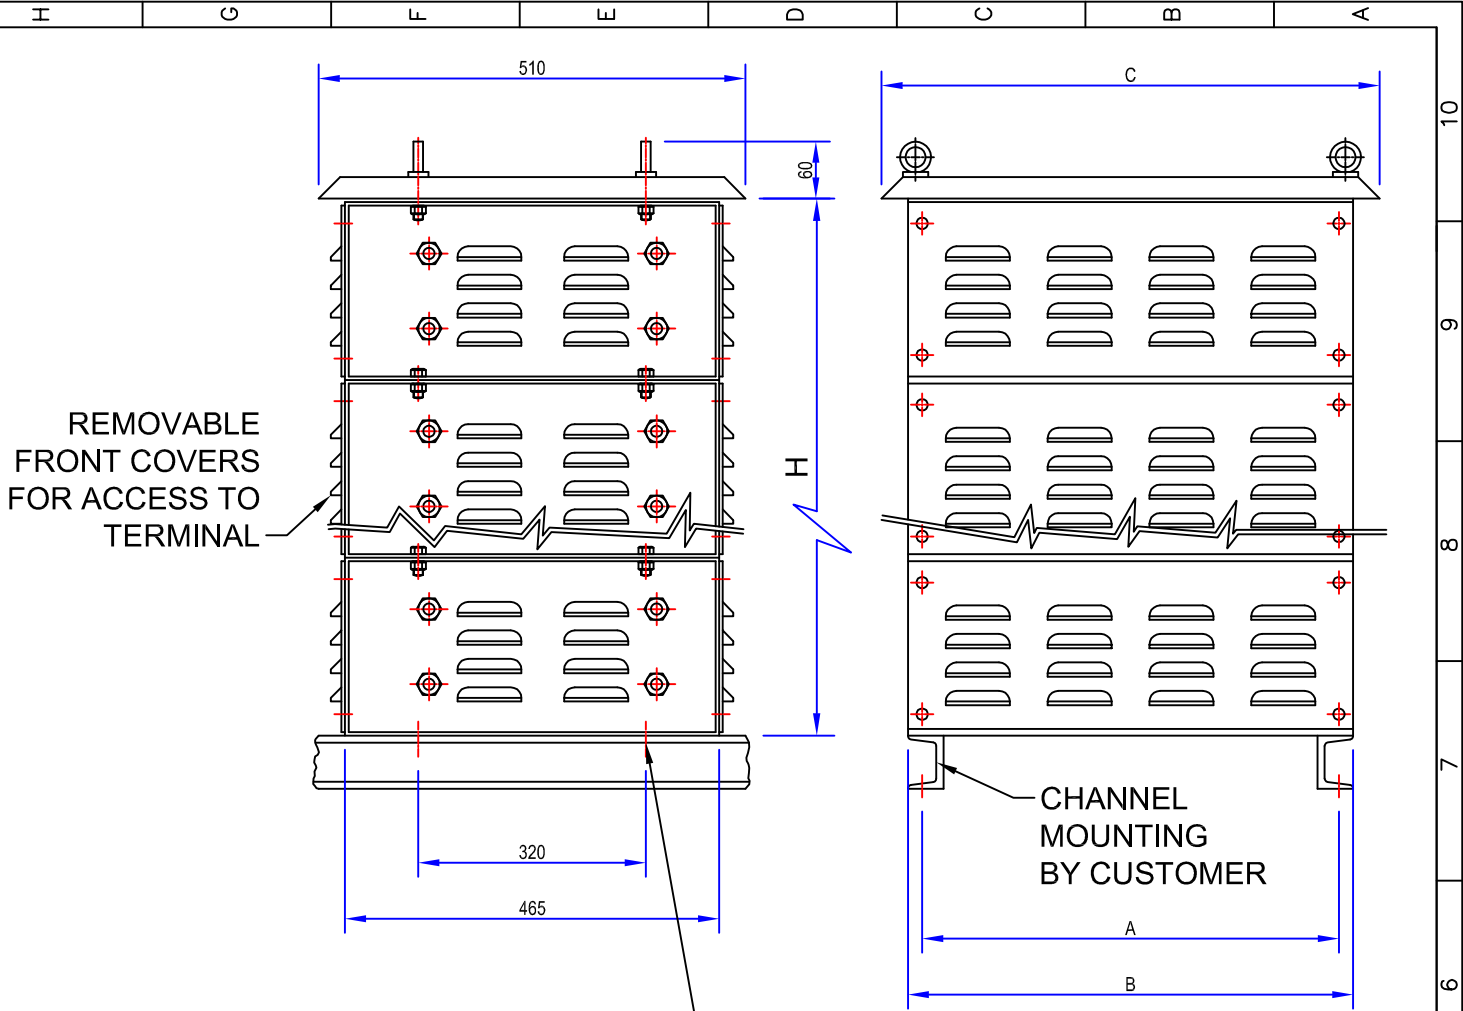 H G F E D C B A
510
C
10
60
9
REMOVABLE
FRONT COVERS
FOR ACCESS TO
TERMINAL
H
8
7
CHANNEL
MOUNTING
BY CUSTOMER
320
465
A
B
6